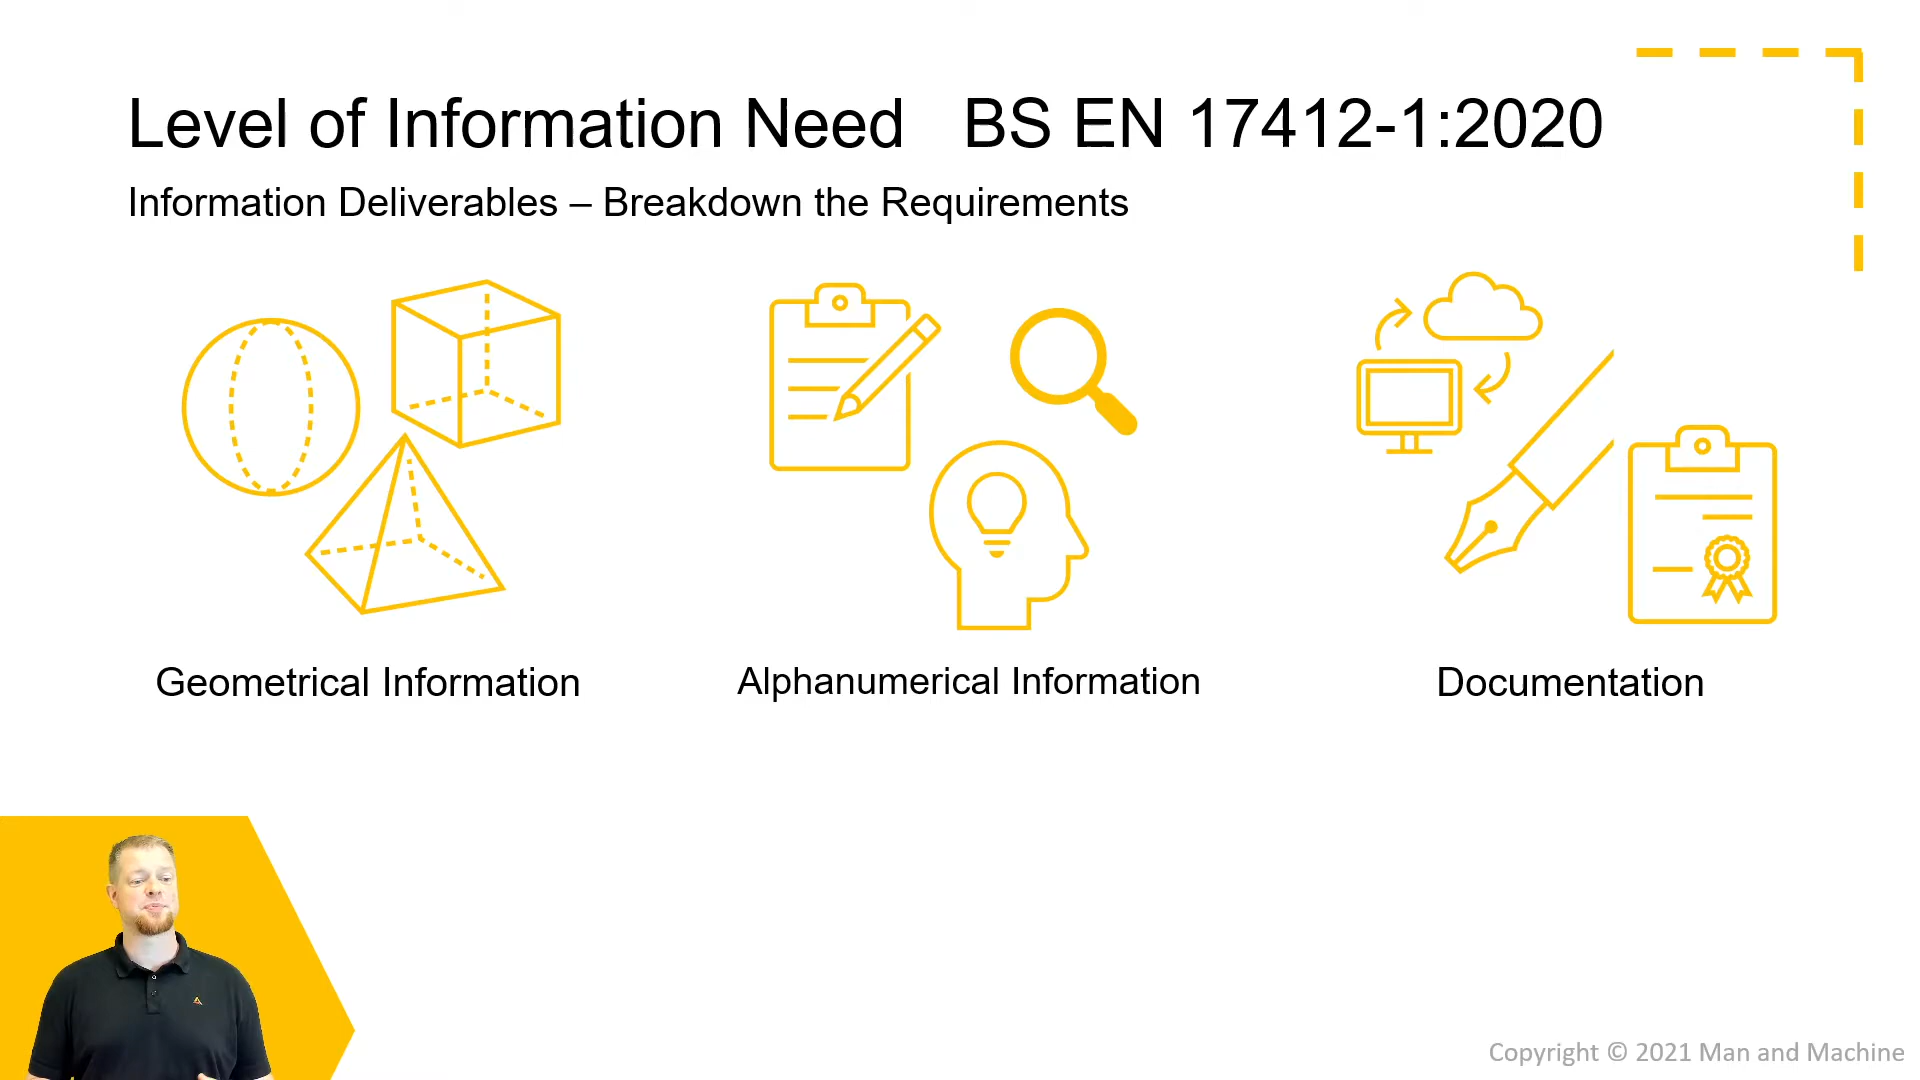 Level of Information Need BS EN 17412-1:2020
Information Deliverables – Breakdown the Requirements
Geometrical Information
Alphanumerical Information
Documentation
Copyright © 2021 Man and Machine